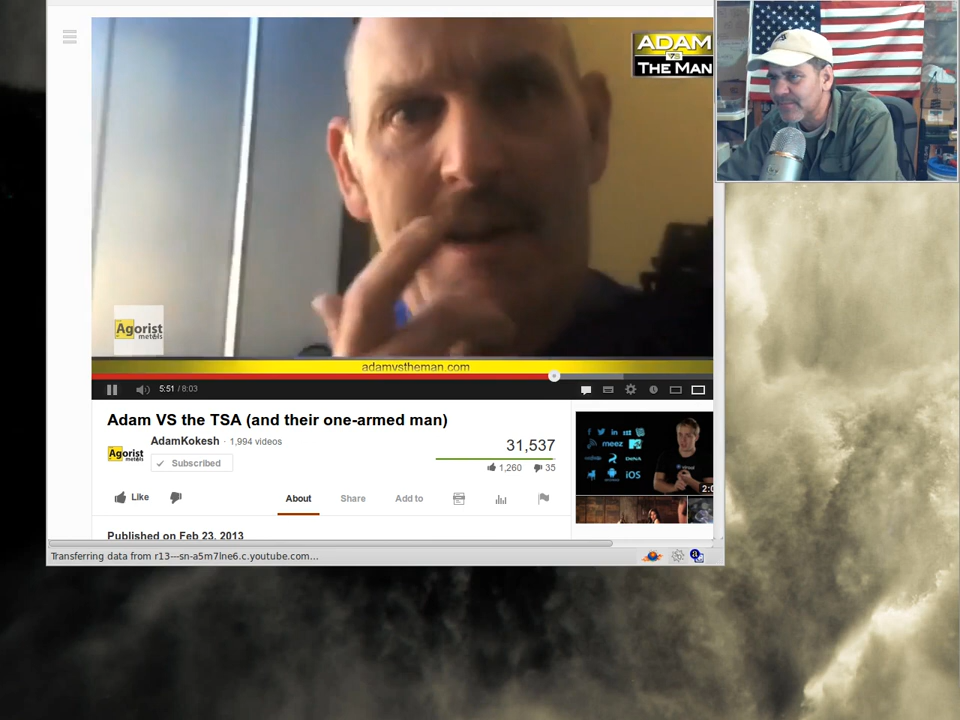 ADAM
VS
THE MAN
Agorist
metals
adamvstheman.com
5:51 / 8:03
Adam VS the TSA (and their one-armed man)
AdamKokesh · 1,994 videos
Agorist
metals
Subscribed
31,537
1,260
35
Like
About
Share
Add to
meez
iOS
2:0
Published on Feb 23, 2013
Transferring data from r13---sn-a5m7lne6.c.youtube.com...